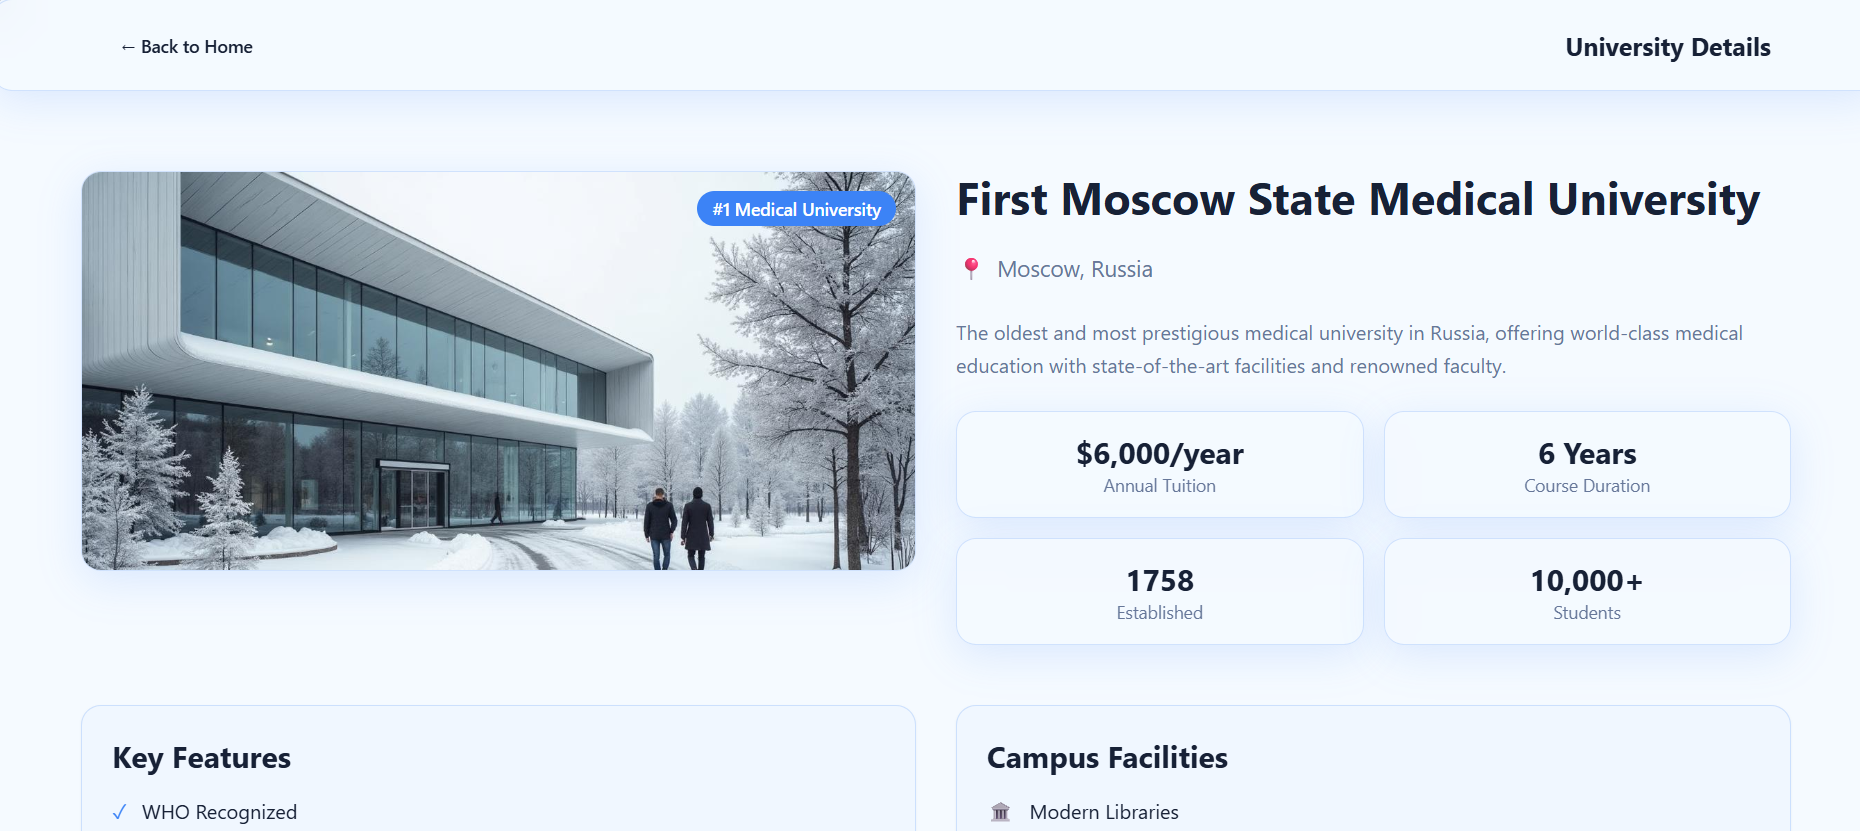 ← Back to Home
University Details
#1 Medical University
First Moscow State Medical University
📍 Moscow, Russia
The oldest and most prestigious medical university in Russia, offering world-class medical
education with state-of-the-art facilities and renowned faculty.
$6,000/year
Annual Tuition
6 Years
Course Duration
1758
Established
10,000+
Students
Key Features
✓ WHO Recognized
Campus Facilities
🏛️ Modern Libraries